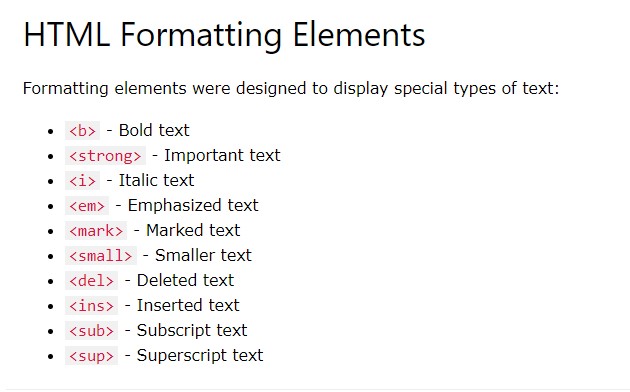 HTML Formatting Elements
Formatting elements were designed to display special types of text:
<b> - Bold text
<strong> - Important text
<i> - Italic text
<em> - Emphasized text
<mark> - Marked text
<small> - Smaller text
<del> - Deleted text
<ins> - Inserted text
<sub> - Subscript text
<sup> - Superscript text